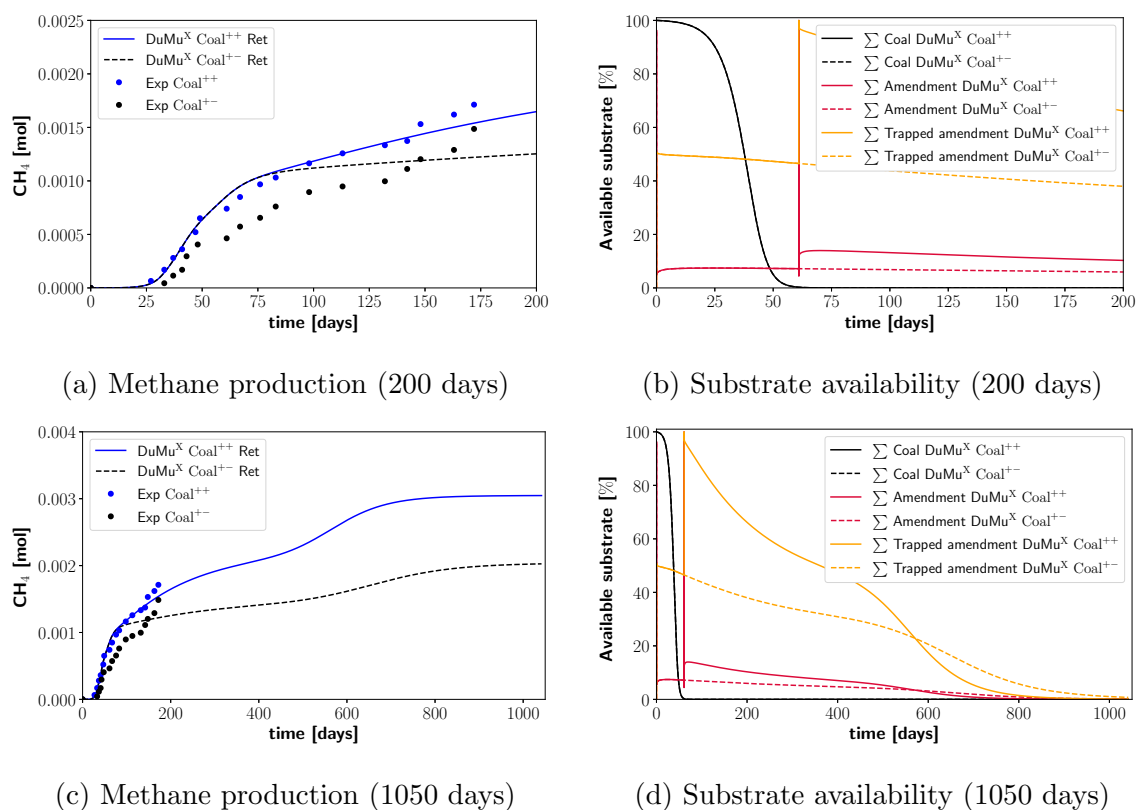 0.0025
0.0020
0.0015
0.0010
0.0005
0.0000
CH₄ [mol]
DuMuˣ Coal⁺⁺ Ret
DuMuˣ Coal⁺⁻ Ret
Exp Coal⁺⁺
Exp Coal⁺⁻
0 25 50 75 100 125 150 175 200
time [days]
(a) Methane production (200 days)
100
80
60
40
20
0
Available substrate [%]
∑ Coal DuMuˣ Coal⁺⁺
∑ Coal DuMuˣ Coal⁺⁻
∑ Amendment DuMuˣ Coal⁺⁺
∑ Amendment DuMuˣ Coal⁺⁻
∑ Trapped amendment DuMuˣ Coal⁺⁺
∑ Trapped amendment DuMuˣ Coal⁺⁻
0 25 50 75 100 125 150 175 200
time [days]
(b) Substrate availability (200 days)
0.004
0.003
0.002
0.001
0.000
CH₄ [mol]
DuMuˣ Coal⁺⁺ Ret
DuMuˣ Coal⁺⁻ Ret
Exp Coal⁺⁺
Exp Coal⁺⁻
0 200 400 600 800 1000
time [days]
(c) Methane production (1050 days)
100
80
60
40
20
0
Available substrate [%]
∑ Coal DuMuˣ Coal⁺⁺
∑ Coal DuMuˣ Coal⁺⁻
∑ Amendment DuMuˣ Coal⁺⁺
∑ Amendment DuMuˣ Coal⁺⁻
∑ Trapped amendment DuMuˣ Coal⁺⁺
∑ Trapped amendment DuMuˣ Coal⁺⁻
0 200 400 600 800 1000
time [days]
(d) Substrate availability (1050 days)